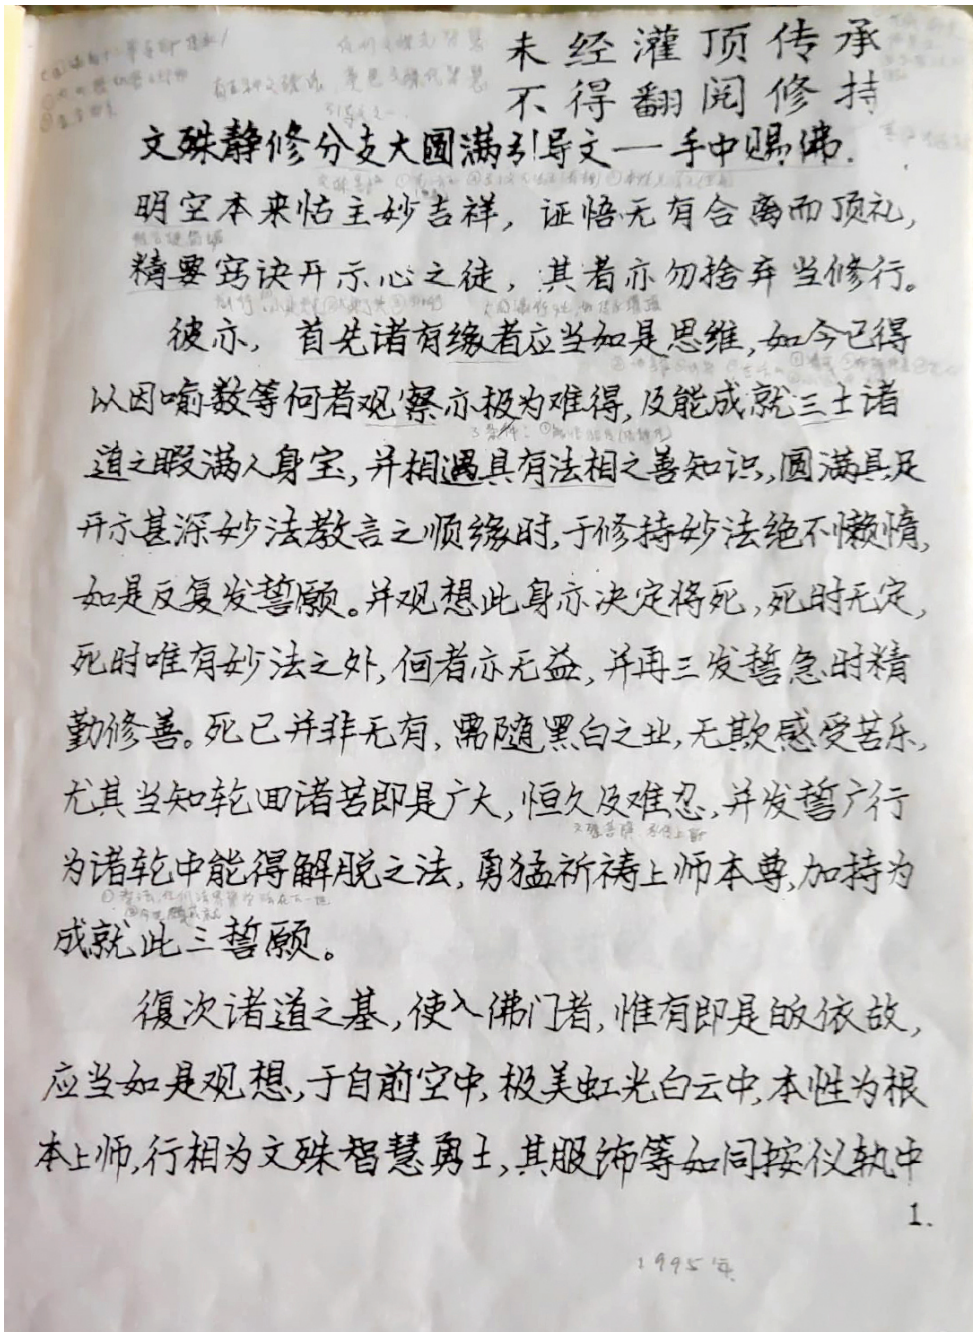 未经灌顶传承
不得翻阅修持
文殊静修分支大圆满引导文——手中赐佛.
明空本来怙主妙吉祥，证悟无有合离而顶礼，
精要窍诀开示心之徒，其者亦勿捨弃当修行。
彼亦，首先诸有缘者应当如是思维，如今已得
以因喻数等何者观察亦极为难得，及能成就三士诸
道之暇满人身宝，并相遇具有法相之善知识，圆满具足
开示甚深妙法教言之顺缘时，于修持妙法绝不懒惰，
如是反复发誓愿。并观想此身亦决定将死，死时无定，
死时唯有妙法之外，何者亦无益，并再三发誓急时精
勤修善。死已并非无有，需随黑白之业，无欺感受苦乐，
尤其当知轮回诸苦即是广大，恒久及难忍，并发誓广行
为诸轮中能得解脱之法，勇猛祈祷上师本尊，加持为
成就此三誓愿。
復次诸道之基，使入佛门者，惟有即是皈依故，
应当如是观想，于自前空中，极美虹光白云中，本性为根
本上师，行相为文殊智慧勇士，其服饰等如同按仪轨中
1.
1995年